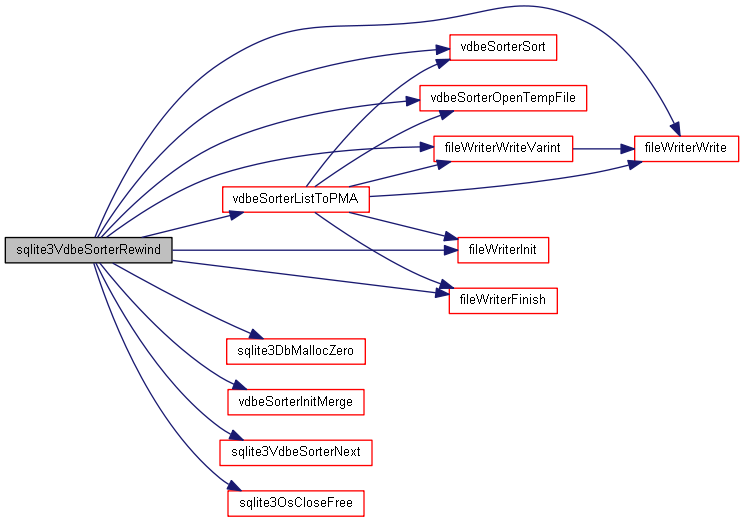 vdbeSorterSort
vdbeSorterOpenTempFile
fileWriterWriteVarint
fileWriterWrite
vdbeSorterListToPMA
sqlite3VdbeSorterRewind
fileWriterInit
fileWriterFinish
sqlite3DbMallocZero
vdbeSorterInitMerge
sqlite3VdbeSorterNext
sqlite3OsCloseFree